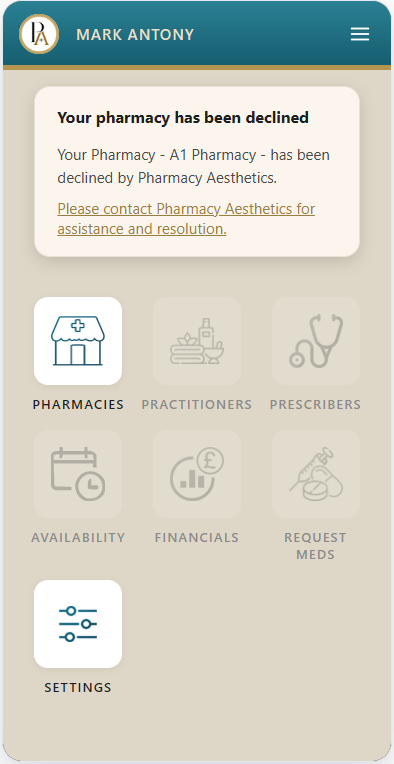 PA
MARK ANTONY
Your pharmacy has been declined
Your Pharmacy - A1 Pharmacy - has been
declined by Pharmacy Aesthetics.
Please contact Pharmacy Aesthetics for
assistance and resolution.
PHARMACIES PRACTITIONERS PRESCRIBERS
£
AVAILABILITY FINANCIALS REQUEST
MEDS
SETTINGS